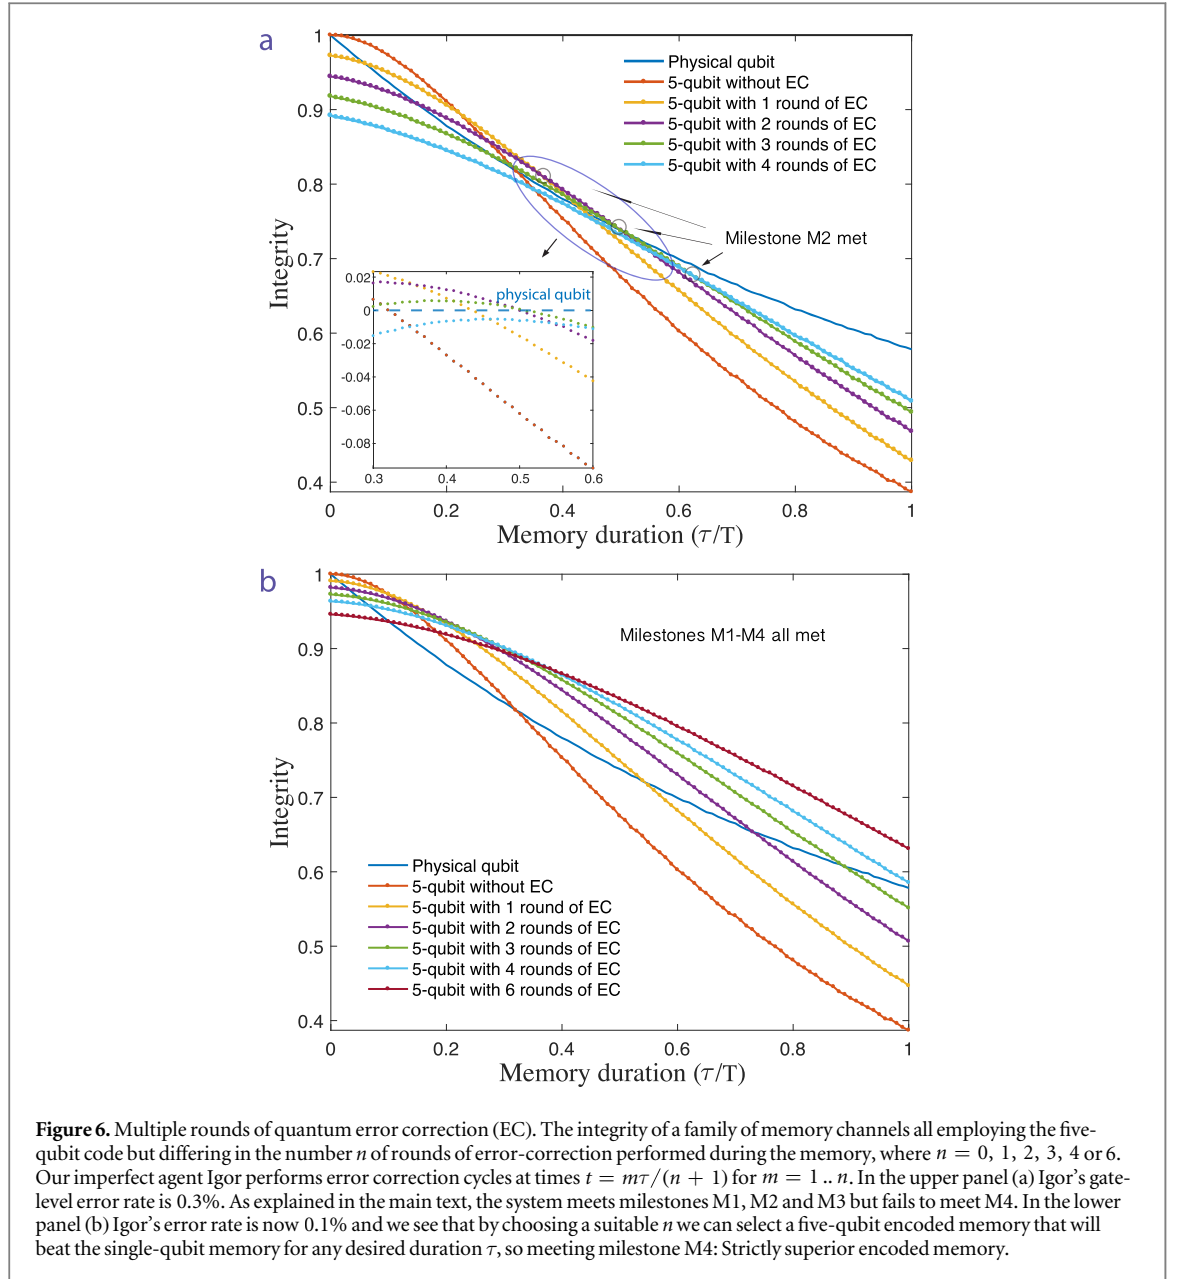 a
1
0.9
0.8
0.7
0.6
0.5
0.4
Integrity
Physical qubit
5-qubit without EC
5-qubit with 1 round of EC
5-qubit with 2 rounds of EC
5-qubit with 3 rounds of EC
5-qubit with 4 rounds of EC
Milestone M2 met
0.02
0
-0.02
-0.04
-0.06
-0.08
physical qubit
0.3 0.4 0.5 0.6
0 0.2 0.4 0.6 0.8 1
Memory duration (τ/T)
b
1
0.9
0.8
0.7
0.6
0.5
0.4
Integrity
Milestones M1-M4 all met
Physical qubit
5-qubit without EC
5-qubit with 1 round of EC
5-qubit with 2 rounds of EC
5-qubit with 3 rounds of EC
5-qubit with 4 rounds of EC
5-qubit with 6 rounds of EC
0 0.2 0.4 0.6 0.8 1
Memory duration (τ/T)
Figure 6. Multiple rounds of quantum error correction (EC). The integrity of a family of memory channels all employing the five-
qubit code but differing in the number n of rounds of error-correction performed during the memory, where n = 0, 1, 2, 3, 4 or 6.
Our imperfect agent Igor performs error correction cycles at times t = mτ/(n + 1) for m = 1 .. n. In the upper panel (a) Igor's gate-
level error rate is 0.3%. As explained in the main text, the system meets milestones M1, M2 and M3 but fails to meet M4. In the lower
panel (b) Igor's error rate is now 0.1% and we see that by choosing a suitable n we can select a five-qubit encoded memory that will
beat the single-qubit memory for any desired duration τ, so meeting milestone M4: Strictly superior encoded memory.